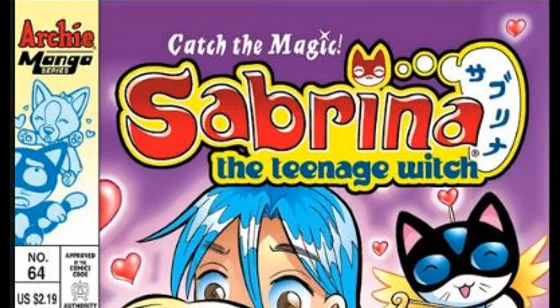 Archie
Manga
SERIES
Catch the Magic!
Sabrina
サブリナ
the teenage witch®
NO.
64
APPROVED
BY THE
COMICS
CODE
AUTHORITY
US $2.19